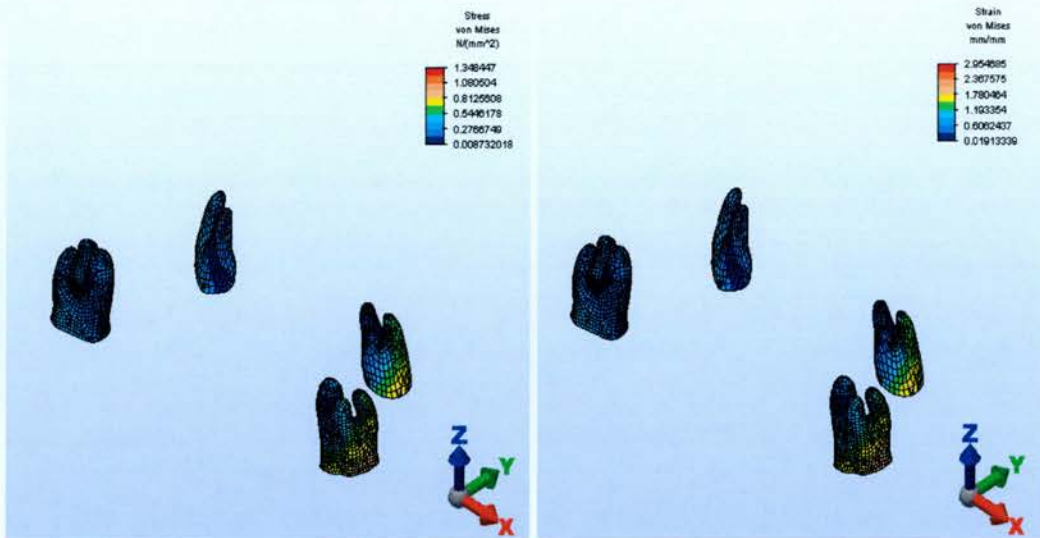 Stress
von Mises
N/(mm^2)
1.348447
1.080504
0.8125608
0.5446178
0.2766749
0.008732018
Z
Y
X
Strain
von Mises
mm/mm
2.954685
2.367575
1.780464
1.193354
0.6062437
0.01913339
Z
Y
X